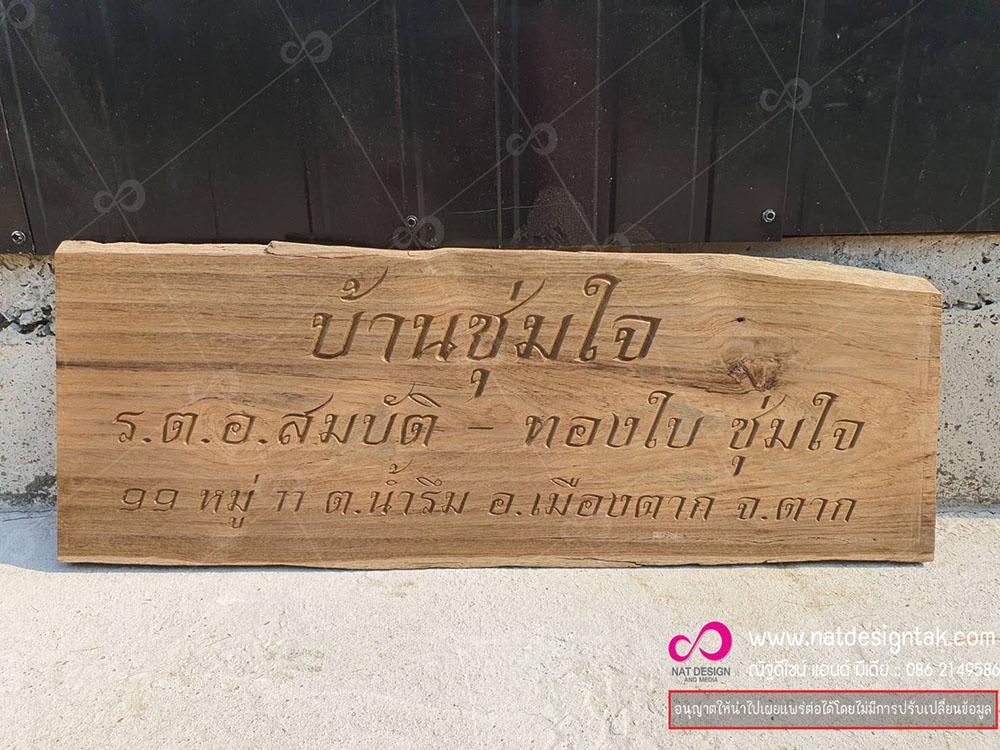 บ้านชุ่มใจ
ร.ต.อ.สมบัติ - ทองใบ ชุ่มใจ
99 หมู่ 11 ต.น้ำรึม อ.เมืองตาก จ.ตาก
www.natdesigntak.com
NAT DESIGN
AND MEDIA
ณัฐดีไซน์ แอนด์ มีเดีย :: 086 2149586
อนุญาตให้นำไปเผยแพร่ต่อได้โดยไม่มีการปรับเปลี่ยนข้อมูล